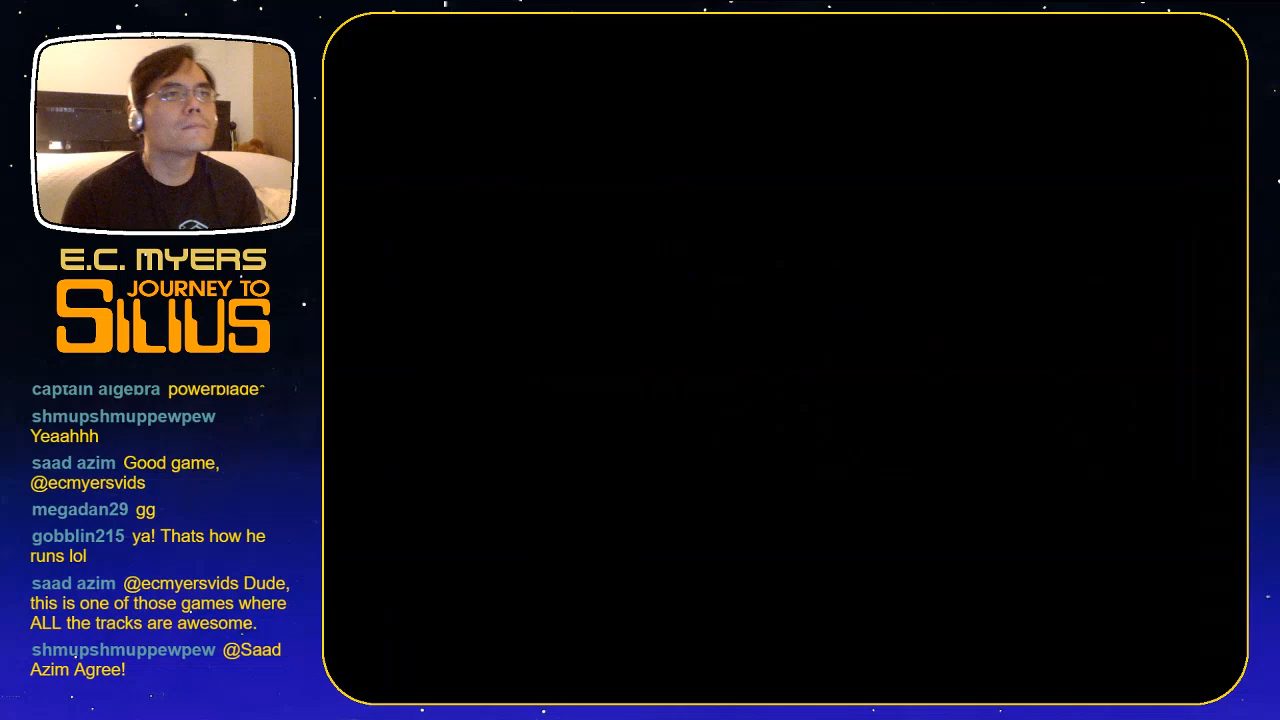 E.C. MYERS
JOURNEY TO
SILIUS
captain algebra powerblade*
shmupshmuppewpew
Yeaahhh
saad azim Good game,
@ecmyersvids
megadan29 gg
gobblin215 ya! Thats how he
runs lol
saad azim @ecmyersvids Dude,
this is one of those games where
ALL the tracks are awesome.
shmupshmuppewpew @Saad
Azim Agree!